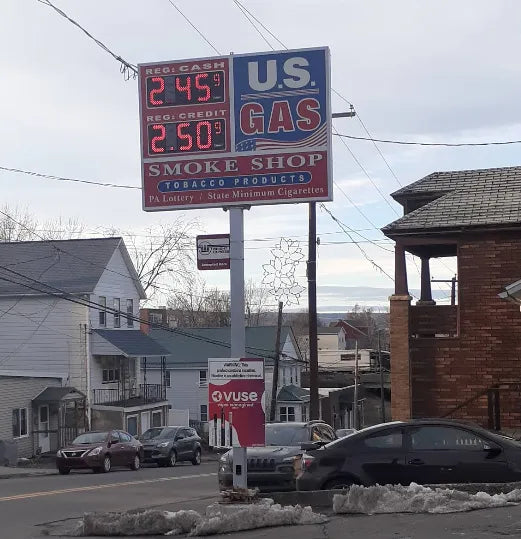 REG: CASH
2.45 9
REG: CREDIT
2.50 9
U.S.
GAS
SMOKE SHOP
TOBACCO PRODUCTS
PA Lottery / State Minimum Cigarettes
WARNING:
vuse